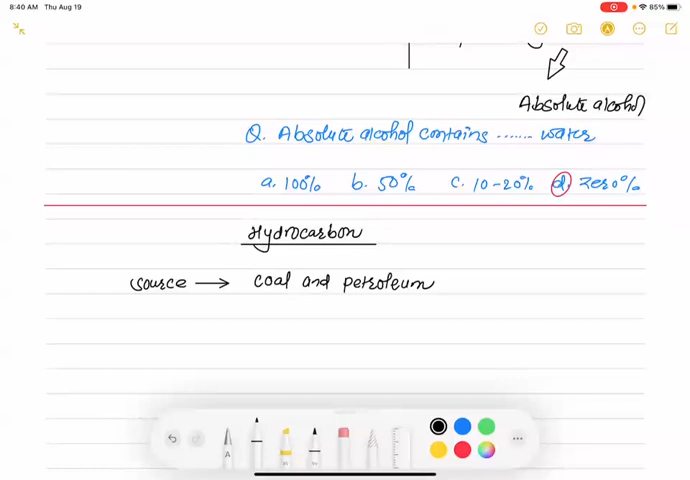 8:40 AM Thu Aug 19
85%
Absolute alcohol
Q. Absolute alcohol contains ....... water
a. 100% b. 50% c. 10-20% d. zero%
Hydrocarbon
source → coal and petroleum
A